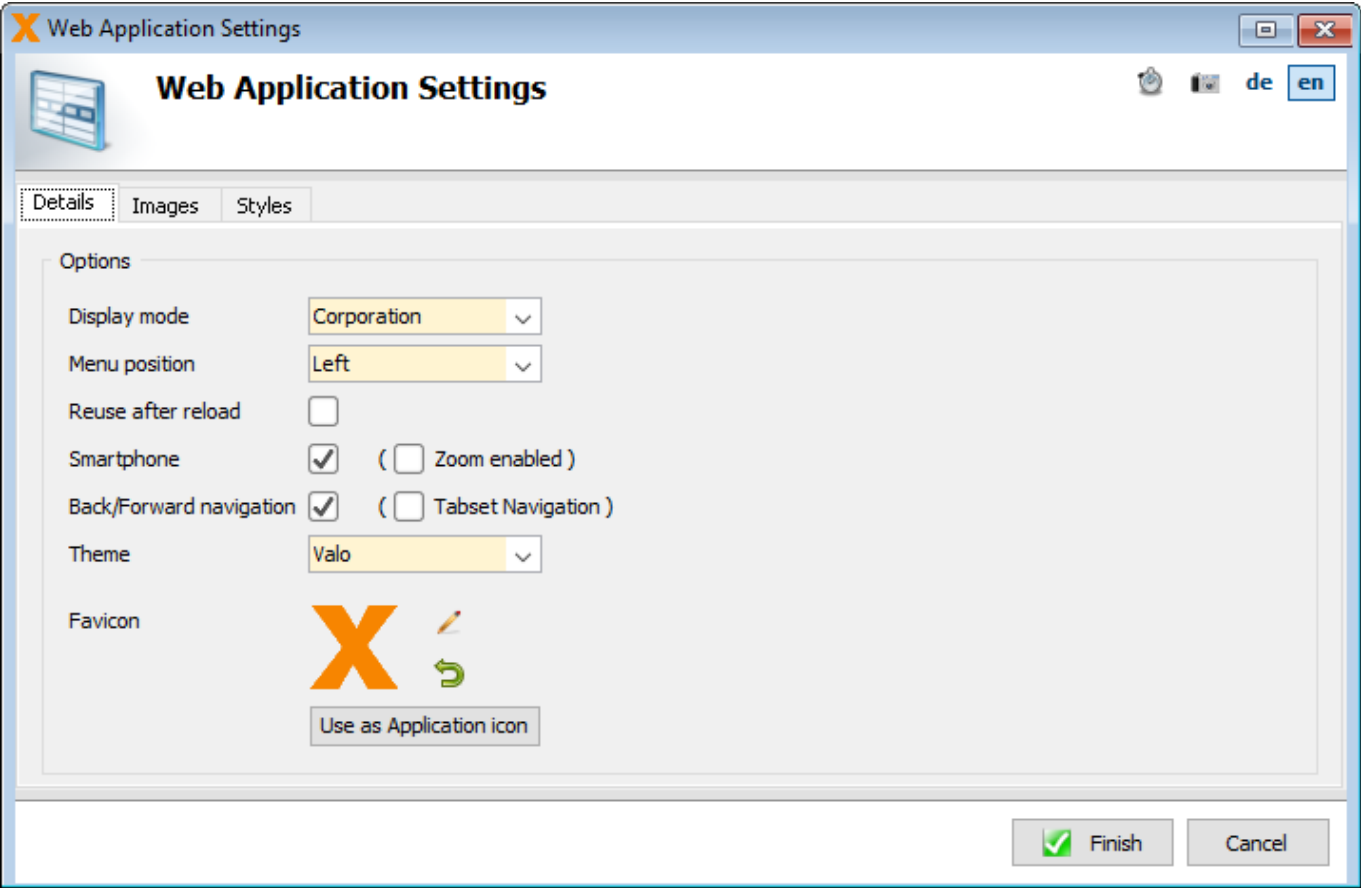 Web Application Settings
Web Application Settings
de en
Details Images Styles
Options
Display mode Corporation
Menu position Left
Reuse after reload
Smartphone ( Zoom enabled )
Back/Forward navigation ( Tabset Navigation )
Theme Valo
Favicon
Use as Application icon
Finish Cancel